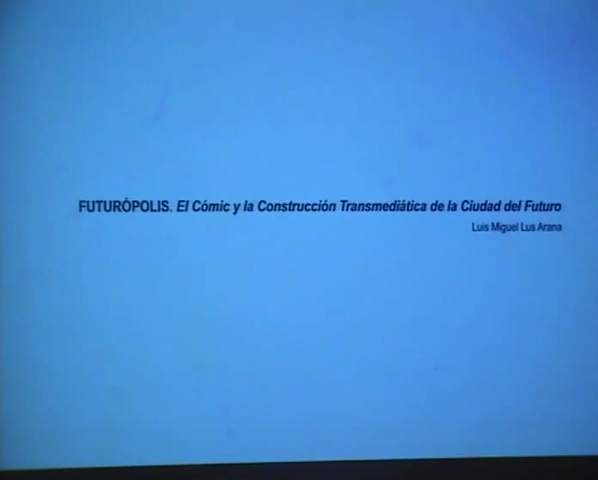 FUTURÓPOLIS. El Cómic y la Construcción Transmediática de la Ciudad del Futuro
Luis Miguel Lus Arana